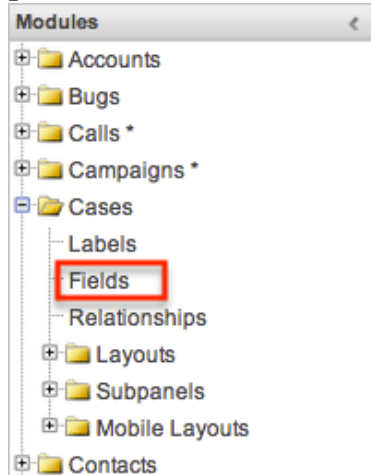 Modules
Accounts
Bugs
Calls *
Campaigns *
Cases
Labels
Fields
Relationships
Layouts
Subpanels
Mobile Layouts
Contacts